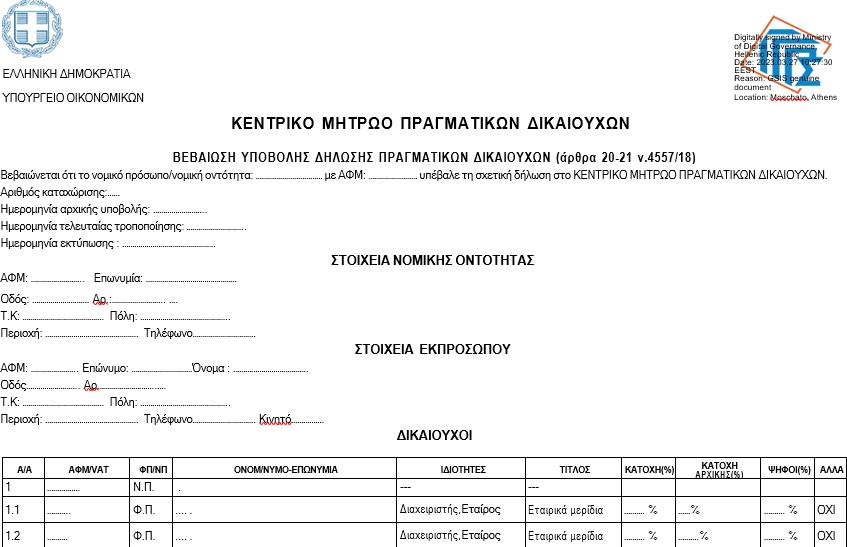 Digitally signed by Ministry
of Digital Governance,
Hellenic Republic
Date: 2023.03.27 10:27:30
EEST
Reason: GSIS genuine
document
Location: Moschato, Athens
ΕΛΛΗΝΙΚΗ ΔΗΜΟΚΡΑΤΙΑ
ΥΠΟΥΡΓΕΙΟ ΟΙΚΟΝΟΜΙΚΩΝ
ΚΕΝΤΡΙΚΟ ΜΗΤΡΩΟ ΠΡΑΓΜΑΤΙΚΩΝ ΔΙΚΑΙΟΥΧΩΝ
ΒΕΒΑΙΩΣΗ ΥΠΟΒΟΛΗΣ ΔΗΛΩΣΗΣ ΠΡΑΓΜΑΤΙΚΩΝ ΔΙΚΑΙΟΥΧΩΝ (άρθρα 20-21 ν.4557/18)
Βεβαιώνεται ότι το νομικό πρόσωπο/νομική οντότητα: .............................. με ΑΦΜ: ...................... υπέβαλε τη σχετική δήλωση στο ΚΕΝΤΡΙΚΟ ΜΗΤΡΩΟ ΠΡΑΓΜΑΤΙΚΩΝ ΔΙΚΑΙΟΥΧΩΝ.
Αριθμός καταχώρισης:......
Ημερομηνία αρχικής υποβολής: ........................
Ημερομηνία τελευταίας τροποποίησης: ..........................
Ημερομηνία εκτύπωσης : ..........................................
ΣΤΟΙΧΕΙΑ ΝΟΜΙΚΗΣ ΟΝΤΟΤΗΤΑΣ
ΑΦΜ: ........................ Επωνυμία: ........................................
Οδός: ......................... Αρ.:........................ ....
Τ.Κ: .................................... Πόλη: ........................................
Περιοχή: ......................................... Τηλέφωνο............................
ΣΤΟΙΧΕΙΑ ΕΚΠΡΟΣΩΠΟΥ
ΑΦΜ: ..................... Επώνυμο: ...........................Όνομα : .................................
Οδός........................ Αρ..............................
Τ.Κ: .................................... Πόλη: ........................................
Περιοχή: ......................................... Τηλέφωνο............................ Κινητό...............
ΔΙΚΑΙΟΥΧΟΙ
Α/Α ΑΦΜ/VAT ΦΠ/ΝΠ ΟΝΟΜ/ΝΥΜΟ-ΕΠΩΝΥΜΙΑ ΙΔΙΟΤΗΤΕΣ ΤΙΤΛΟΣ ΚΑΤΟΧΗ(%) ΚΑΤΟΧΗ ΑΡΧΙΚΗΣ(%) ΨΗΦΟΙ(%) ΑΛΛΑ
1 ............... Ν.Π. . --- ---
1.1 .......... Φ.Π. .... . Διαχειριστής,Εταίρος Εταιρικά μερίδια ......... % ......% ......... % ΟΧΙ
1.2 ......... Φ.Π. .... . Διαχειριστής,Εταίρος Εταιρικά μερίδια ......... % .........% ......... % ΟΧΙ